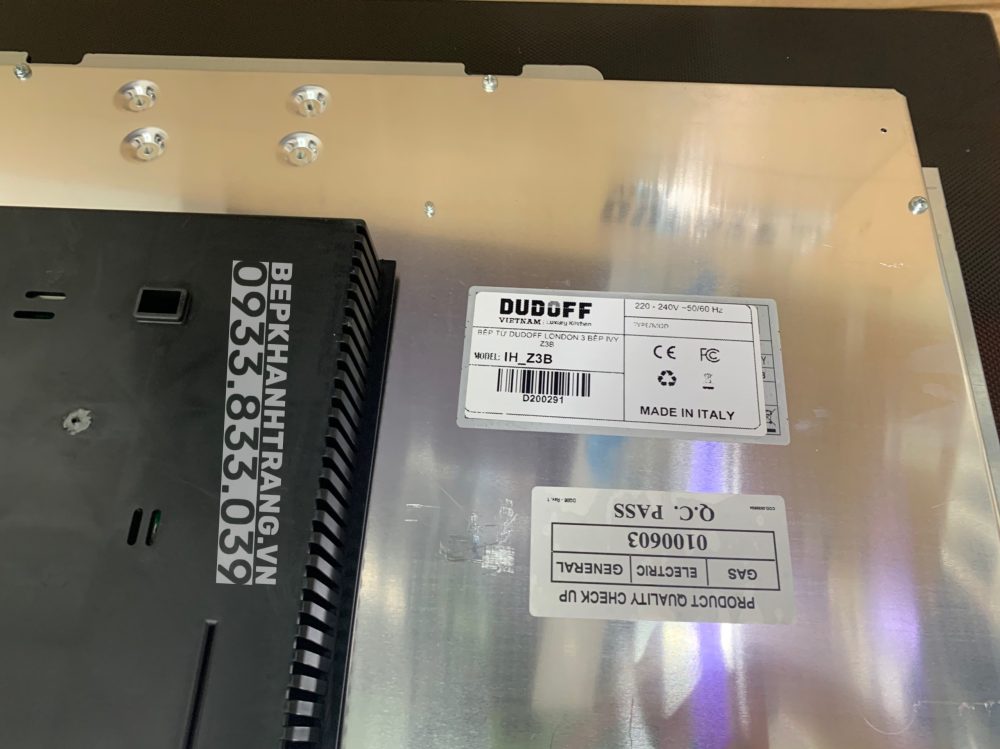 BEPKHANHTRANG.VN
0933.833.039
DUDOFF
VIETNAM - Luxury Kitchen
BẾP TỪ DUDOFF LONDON 3 BẾP IVY
Z3B
MODEL: IH_Z3B
D200291
220 - 240V ~50/60 Hz
CE FC
MADE IN ITALY
PRODUCT QUALITY CHECK UP
GAS ELECTRIC GENERAL
0100603
Q.C. PASS